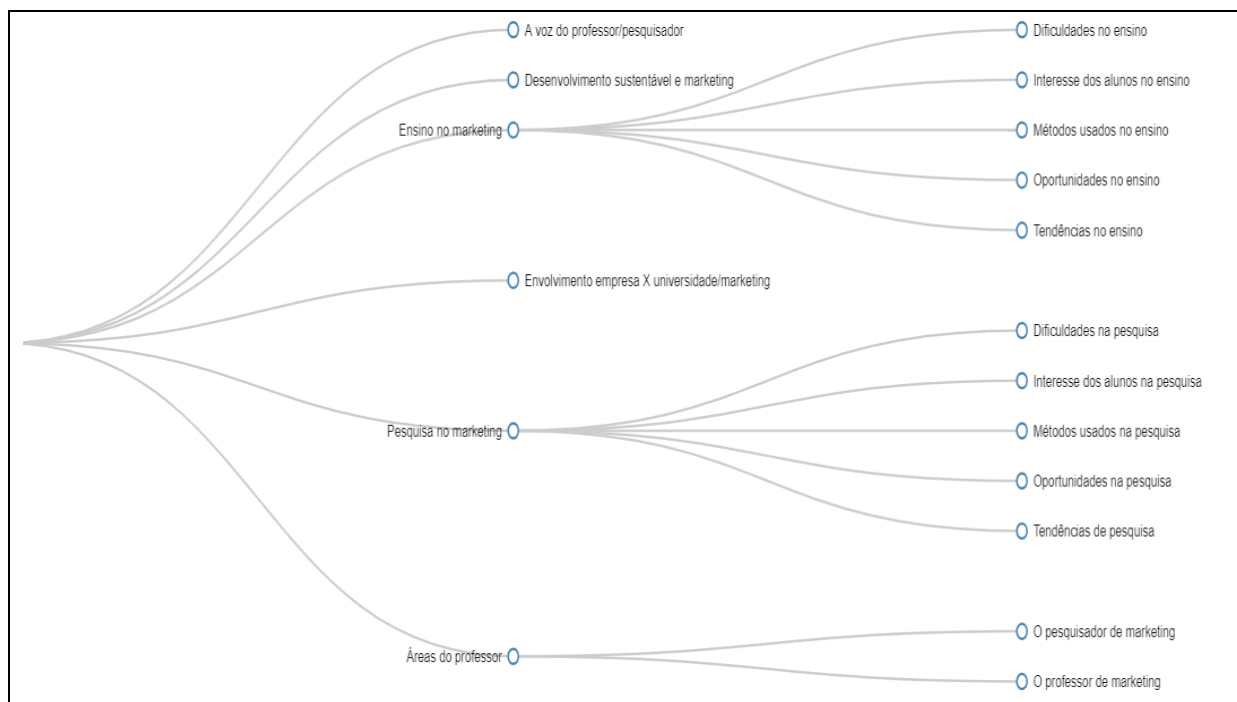 A voz do professor/pesquisador
Desenvolvimento sustentável e marketing
Ensino no marketing
Dificuldades no ensino
Interesse dos alunos no ensino
Métodos usados no ensino
Oportunidades no ensino
Tendências no ensino
Envolvimento empresa X universidade/marketing
Pesquisa no marketing
Dificuldades na pesquisa
Interesse dos alunos na pesquisa
Métodos usados na pesquisa
Oportunidades na pesquisa
Tendências de pesquisa
Áreas do professor
O pesquisador de marketing
O professor de marketing